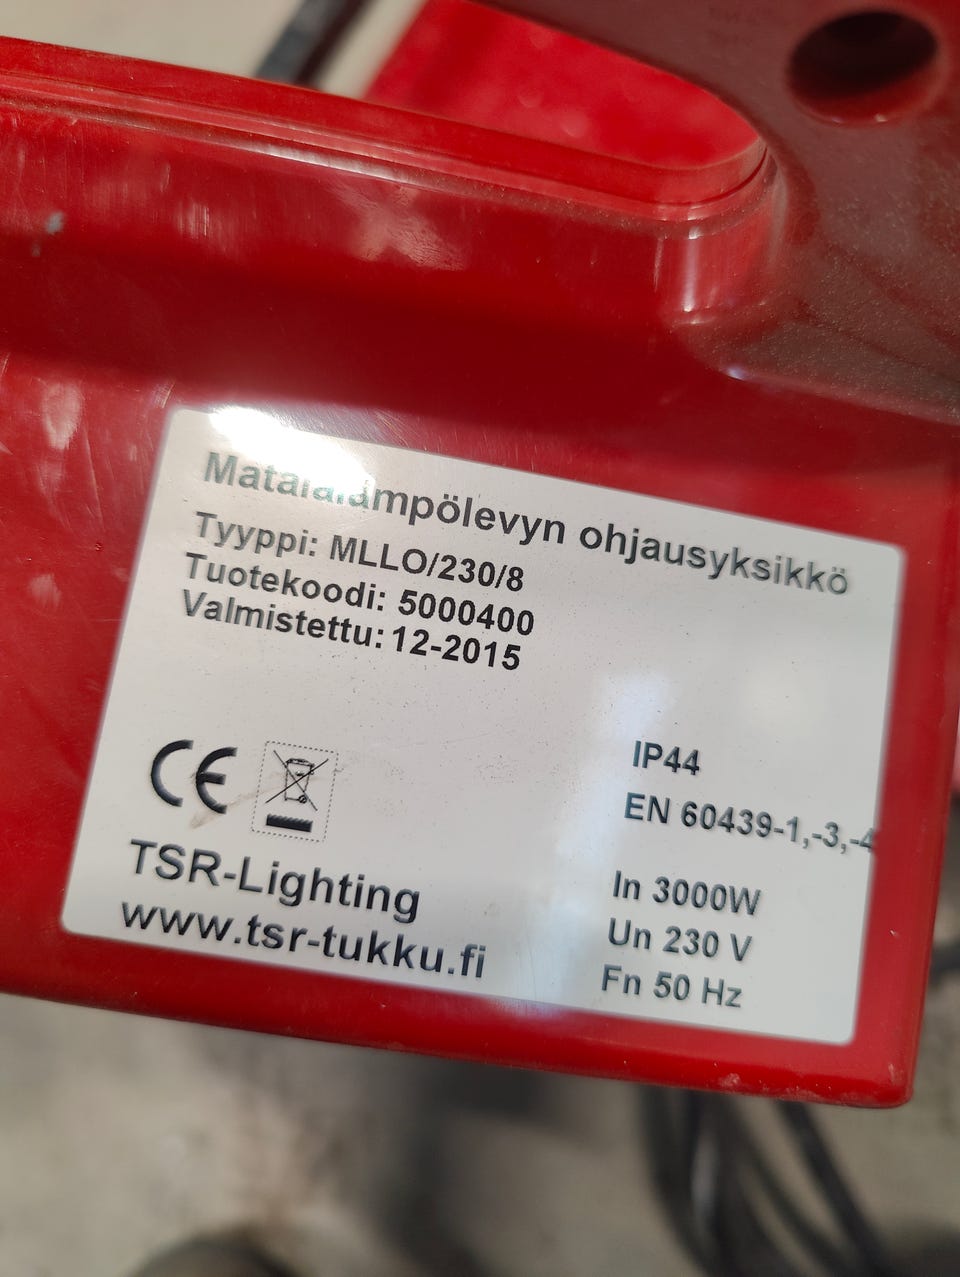 Matalalämpölevyn ohjausyksikkö
Tyyppi: MLLO/230/8
Tuotekoodi: 5000400
Valmistettu: 12-2015
CE
IP44
EN 60439-1,-3,-4
TSR-Lighting
www.tsr-tukku.fi
In 3000W
Un 230 V
Fn 50 Hz